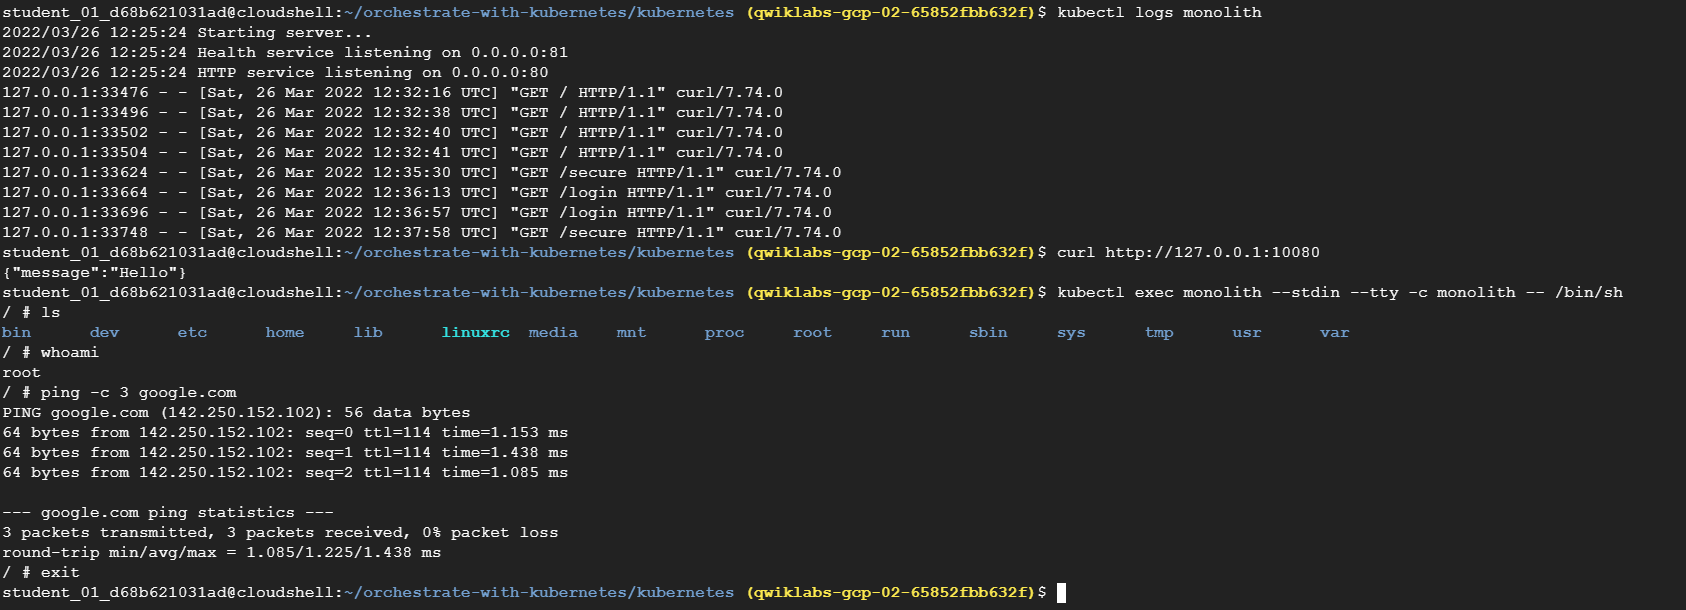 student_01_d68b621031ad@cloudshell:~/orchestrate-with-kubernetes/kubernetes (qwiklabs-gcp-02-65852fbb632f)$ kubectl logs monolith
2022/03/26 12:25:24 Starting server...
2022/03/26 12:25:24 Health service listening on 0.0.0.0:81
2022/03/26 12:25:24 HTTP service listening on 0.0.0.0:80
127.0.0.1:33476 - - [Sat, 26 Mar 2022 12:32:16 UTC] "GET / HTTP/1.1" curl/7.74.0
127.0.0.1:33496 - - [Sat, 26 Mar 2022 12:32:38 UTC] "GET / HTTP/1.1" curl/7.74.0
127.0.0.1:33502 - - [Sat, 26 Mar 2022 12:32:40 UTC] "GET / HTTP/1.1" curl/7.74.0
127.0.0.1:33504 - - [Sat, 26 Mar 2022 12:32:41 UTC] "GET / HTTP/1.1" curl/7.74.0
127.0.0.1:33624 - - [Sat, 26 Mar 2022 12:35:30 UTC] "GET /secure HTTP/1.1" curl/7.74.0
127.0.0.1:33664 - - [Sat, 26 Mar 2022 12:36:13 UTC] "GET /login HTTP/1.1" curl/7.74.0
127.0.0.1:33696 - - [Sat, 26 Mar 2022 12:36:57 UTC] "GET /login HTTP/1.1" curl/7.74.0
127.0.0.1:33748 - - [Sat, 26 Mar 2022 12:37:58 UTC] "GET /secure HTTP/1.1" curl/7.74.0
student_01_d68b621031ad@cloudshell:~/orchestrate-with-kubernetes/kubernetes (qwiklabs-gcp-02-65852fbb632f)$ curl http://127.0.0.1:10080
{"message":"Hello"}
student_01_d68b621031ad@cloudshell:~/orchestrate-with-kubernetes/kubernetes (qwiklabs-gcp-02-65852fbb632f)$ kubectl exec monolith --stdin --tty -c monolith -- /bin/sh
/ # ls
bin      dev      etc      home     lib      linuxrc  media    mnt      proc     root     run      sbin     sys      tmp      usr      var
/ # whoami
root
/ # ping -c 3 google.com
PING google.com (142.250.152.102): 56 data bytes
64 bytes from 142.250.152.102: seq=0 ttl=114 time=1.153 ms
64 bytes from 142.250.152.102: seq=1 ttl=114 time=1.438 ms
64 bytes from 142.250.152.102: seq=2 ttl=114 time=1.085 ms
--- google.com ping statistics ---
3 packets transmitted, 3 packets received, 0% packet loss
round-trip min/avg/max = 1.085/1.225/1.438 ms
/ # exit
student_01_d68b621031ad@cloudshell:~/orchestrate-with-kubernetes/kubernetes (qwiklabs-gcp-02-65852fbb632f)$